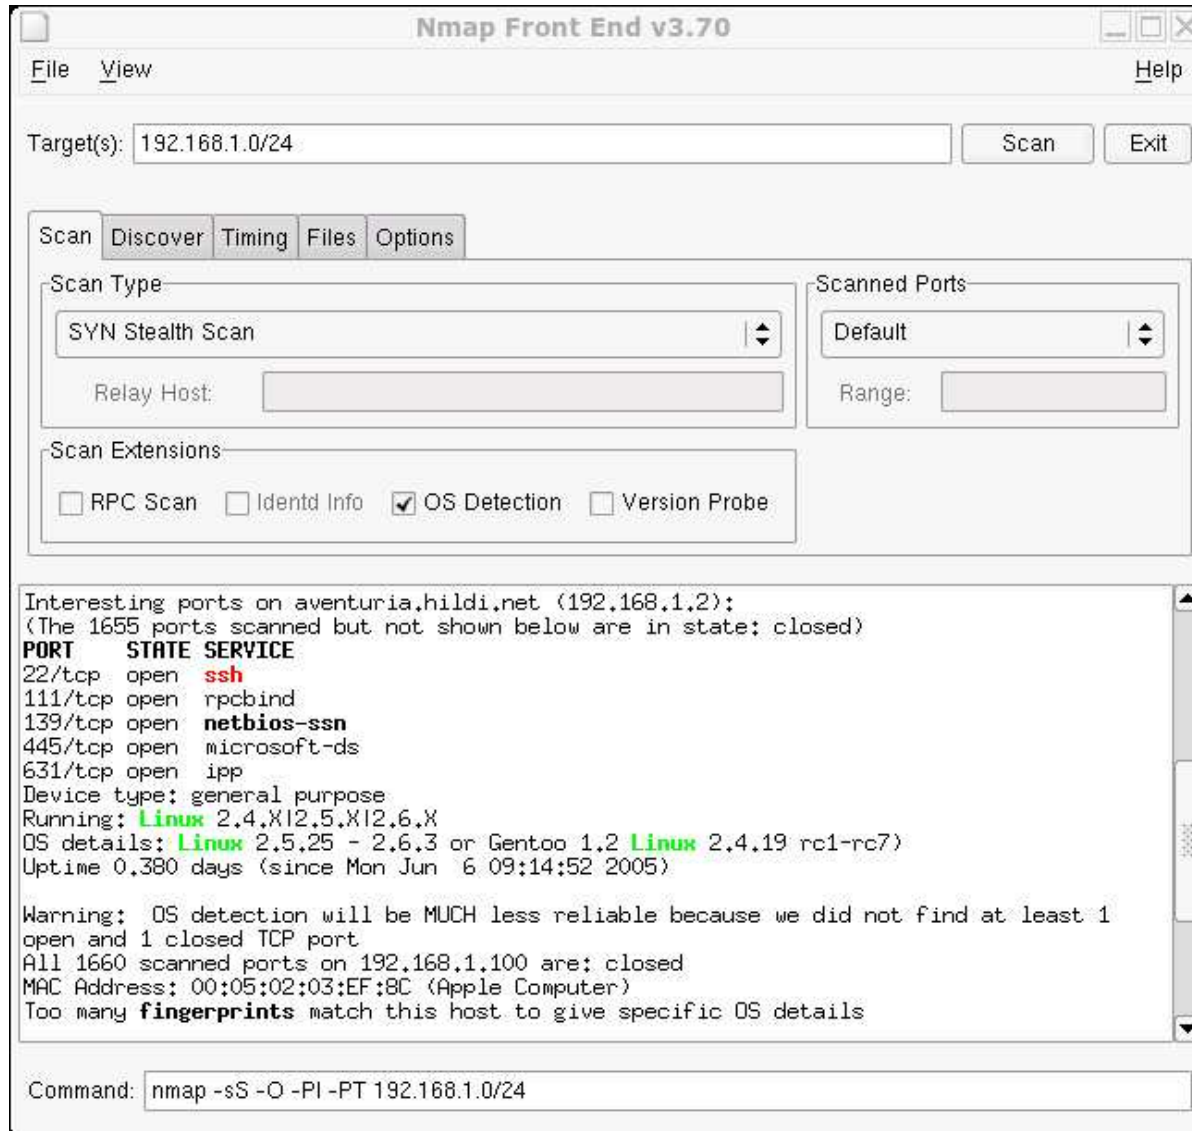 Nmap Front End v3.70
File View Help
Target(s): 192.168.1.0/24 Scan Exit
Scan Discover Timing Files Options
Scan Type Scanned Ports
SYN Stealth Scan Default
Relay Host: Range:
Scan Extensions
RPC Scan Identd Info OS Detection Version Probe
Interesting ports on aventuria.hildi.net (192.168.1.2):
(The 1655 ports scanned but not shown below are in state: closed)
PORT STATE SERVICE
22/tcp open ssh
111/tcp open rpcbind
139/tcp open netbios-ssn
445/tcp open microsoft-ds
631/tcp open ipp
Device type: general purpose
Running: Linux 2.4.X|2.5.X|2.6.X
OS details: Linux 2.5.25 - 2.6.3 or Gentoo 1.2 Linux 2.4.19 rc1-rc7)
Uptime 0.380 days (since Mon Jun 6 09:14:52 2005)
Warning: OS detection will be MUCH less reliable because we did not find at least 1
open and 1 closed TCP port
All 1660 scanned ports on 192.168.1.100 are: closed
MAC Address: 00:05:02:03:EF:8C (Apple Computer)
Too many fingerprints match this host to give specific OS details
Command: nmap -sS -O -PI -PT 192.168.1.0/24